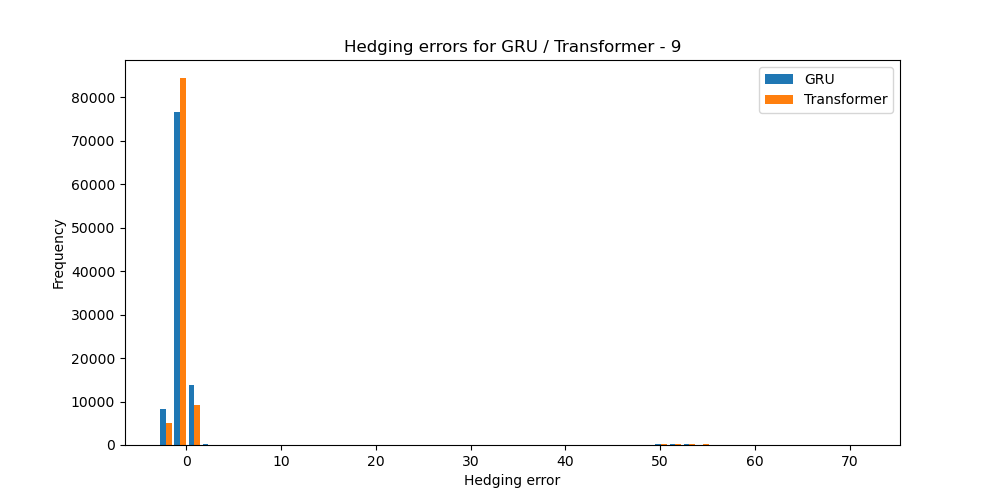 Hedging errors for GRU / Transformer - 9
GRU
Transformer
80000
70000
60000
50000
40000
30000
20000
10000
0
Frequency
0 10 20 30 40 50 60 70
Hedging error